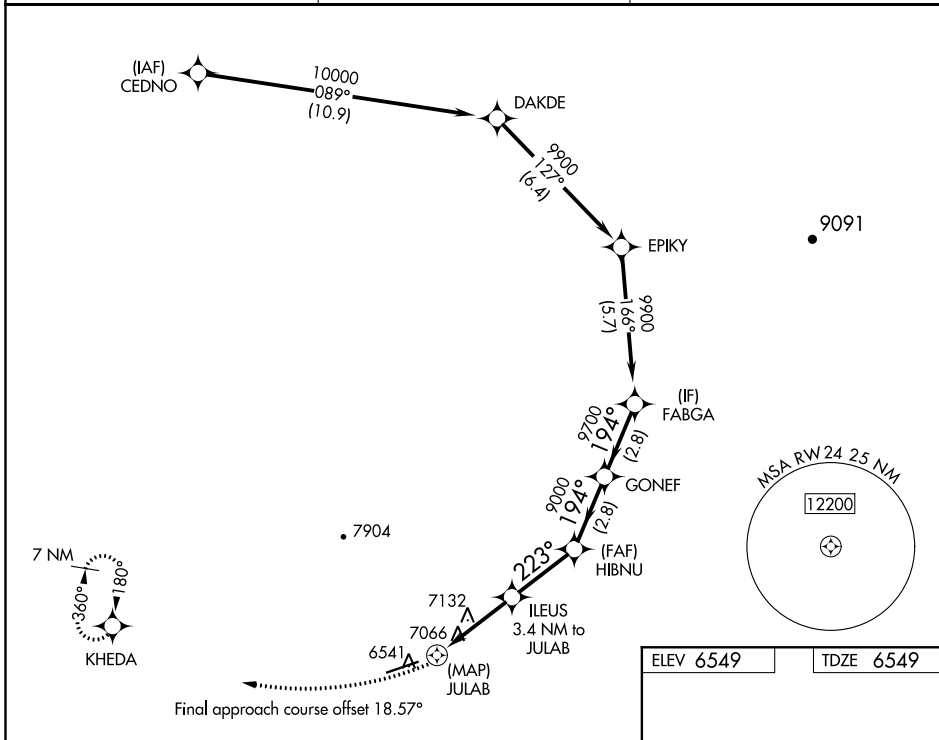 (IAF)
CEDNO
10000
089°
(10.9)
DAKDE
9900
127°
(6.4)
EPIKY
9091
9900
166°
(5.7)
(IF)
FABGA
9700
194°
(2.8)
GONEF
9000
194°
(2.8)
(FAF)
HIBNU
MSA RW 24 25 NM
12200
7904
7 NM
360°
180°
KHEDA
223°
ILEUS
3.4 NM to
JULAB
7132
7066
6541
(MAP)
JULAB
Final approach course offset 18.57°
ELEV 6549
TDZE 6549